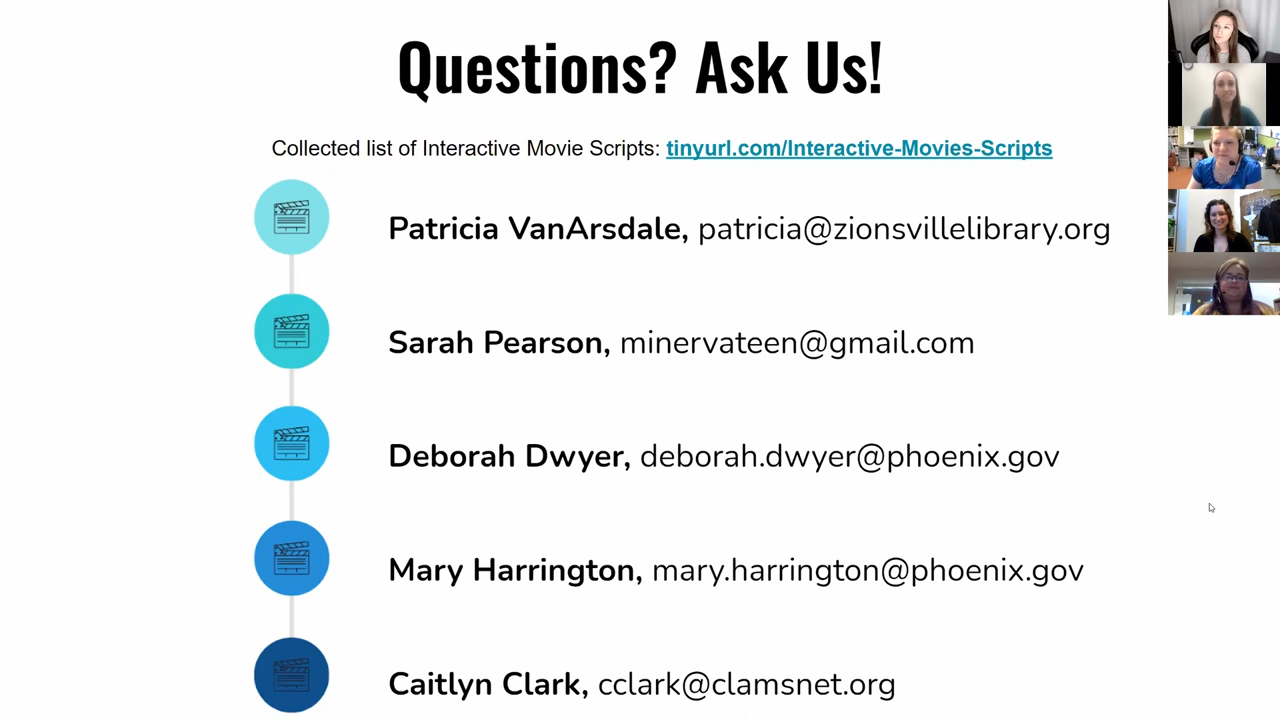 Questions? Ask Us!
Collected list of Interactive Movie Scripts: tinyurl.com/Interactive-Movies-Scripts
Patricia VanArsdale, patricia@zionsvillelibrary.org
Sarah Pearson, minervateen@gmail.com
Deborah Dwyer, deborah.dwyer@phoenix.gov
Mary Harrington, mary.harrington@phoenix.gov
Caitlyn Clark, cclark@clamsnet.org